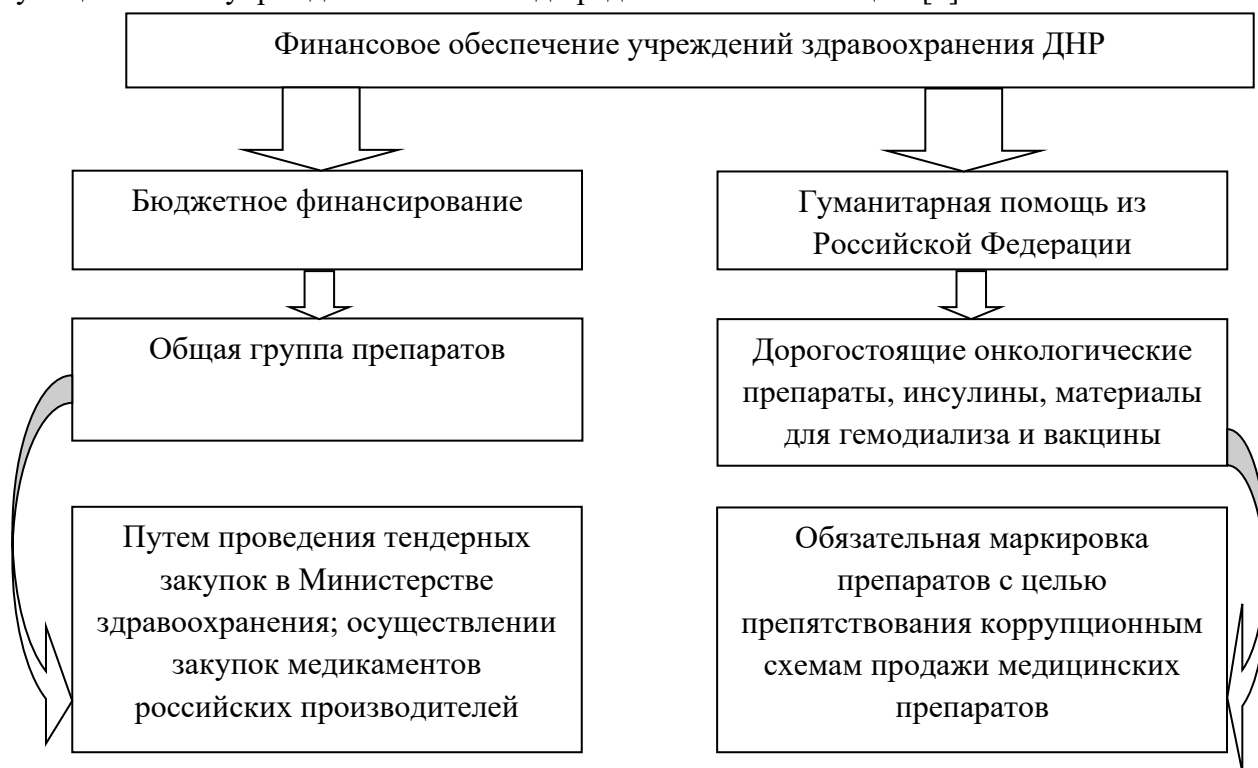 Финансовое обеспечение учреждений здравоохранения ДНР
Бюджетное финансирование
Гуманитарная помощь из
Российской Федерации
Общая группа препаратов
Дорогостоящие онкологические
препараты, инсулины, материалы
для гемодиализа и вакцины
Путем проведения тендерных
закупок в Министерстве
здравоохранения; осуществлении
закупок медикаментов
российских производителей
Обязательная маркировка
препаратов с целью
препятствования коррупционным
схемам продажи медицинских
препаратов